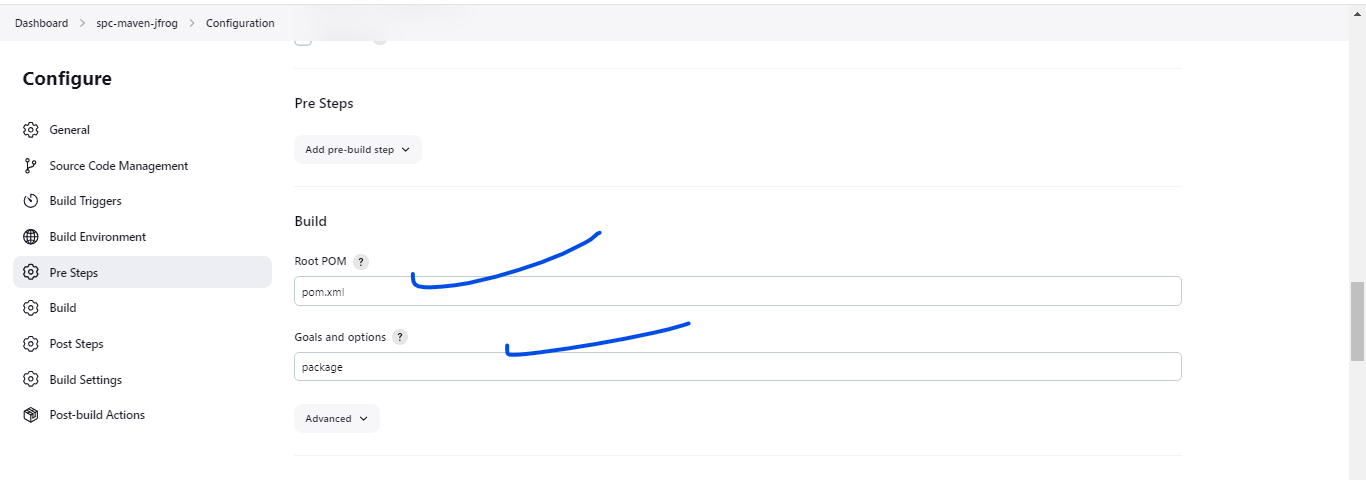 Dashboard > spc-maven-jfrog > Configuration
Configure
General
Source Code Management
Build Triggers
Build Environment
Pre Steps
Build
Post Steps
Build Settings
Post-build Actions
Pre Steps
Add pre-build step
Build
Root POM ?
pom.xml
Goals and options ?
package
Advanced